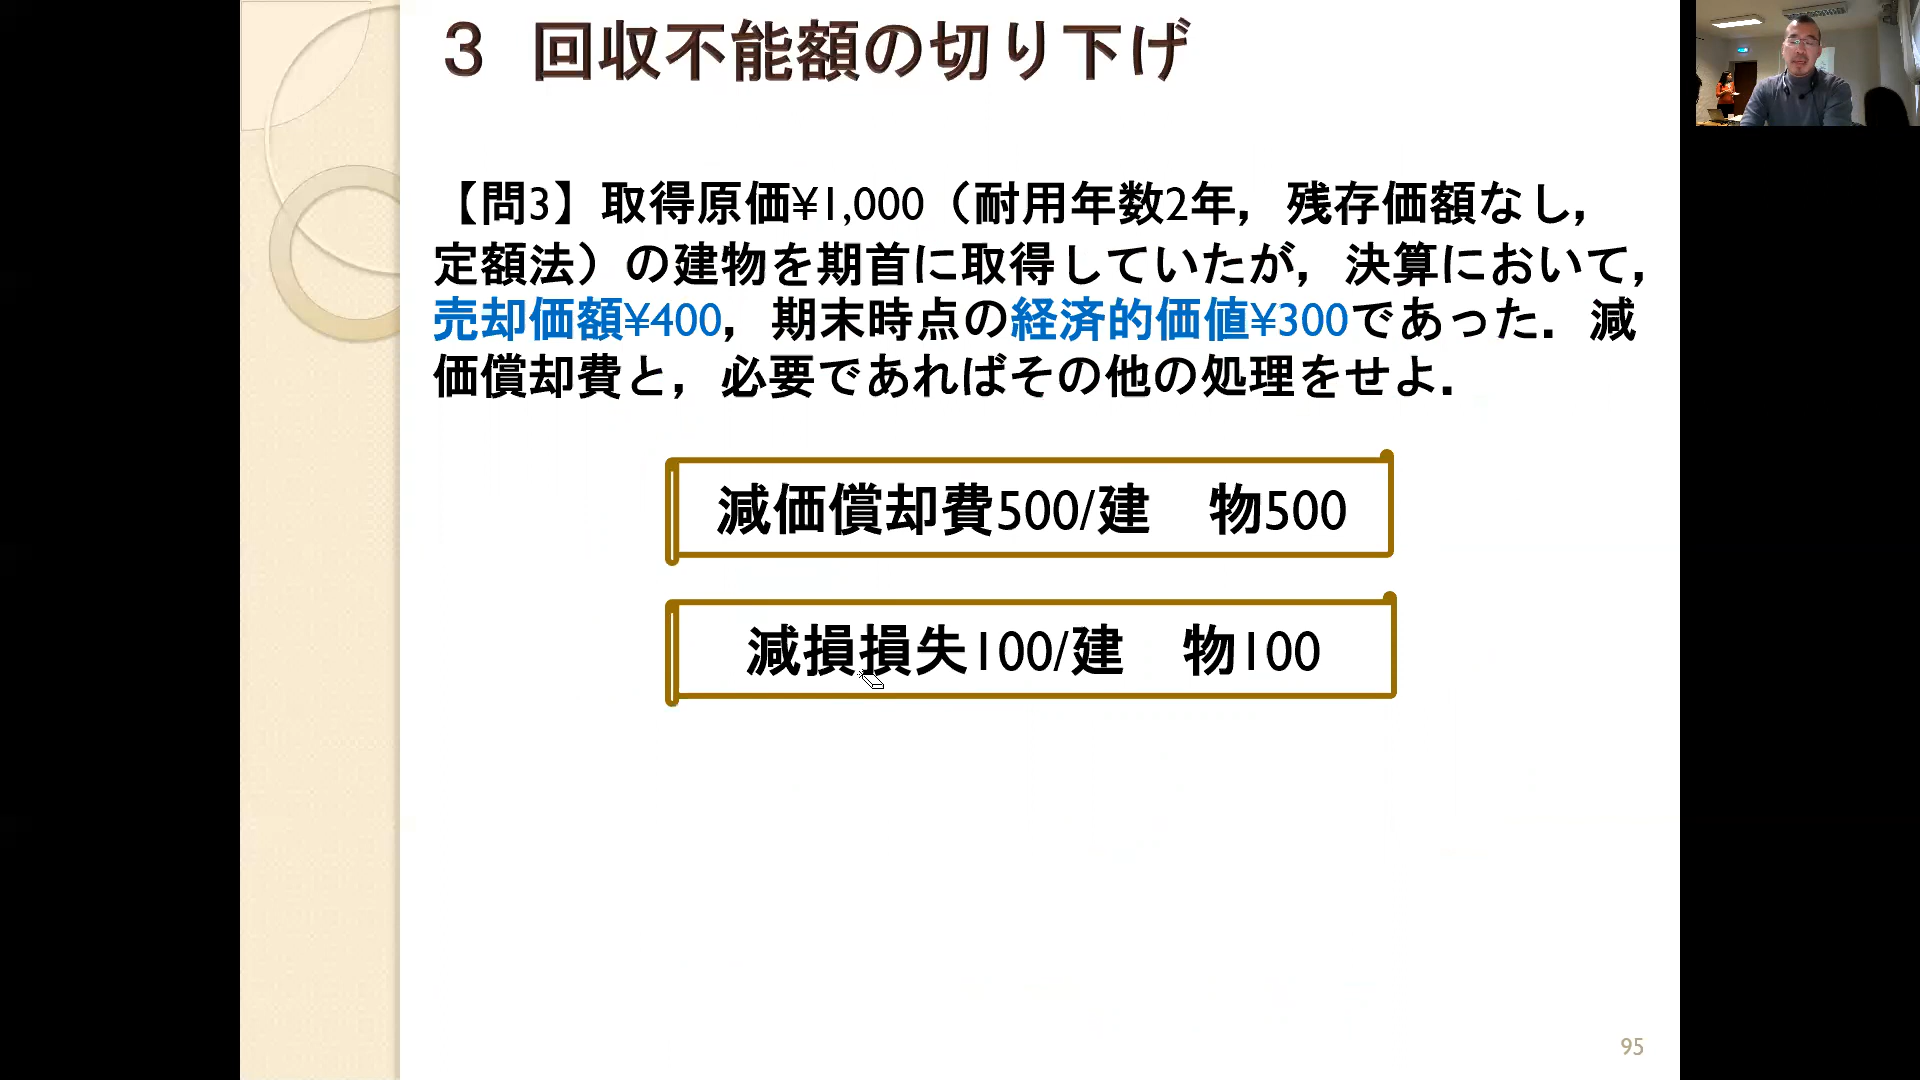 ３　回収不能額の切り下げ
【問3】取得原価¥1,000（耐用年数2年，残存価額なし，
定額法）の建物を期首に取得していたが，決算において，
売却価額¥400，期末時点の経済的価値¥300であった．減
価償却費と，必要であればその他の処理をせよ．
減価償却費500/建　物500
減損損失100/建　物100
95